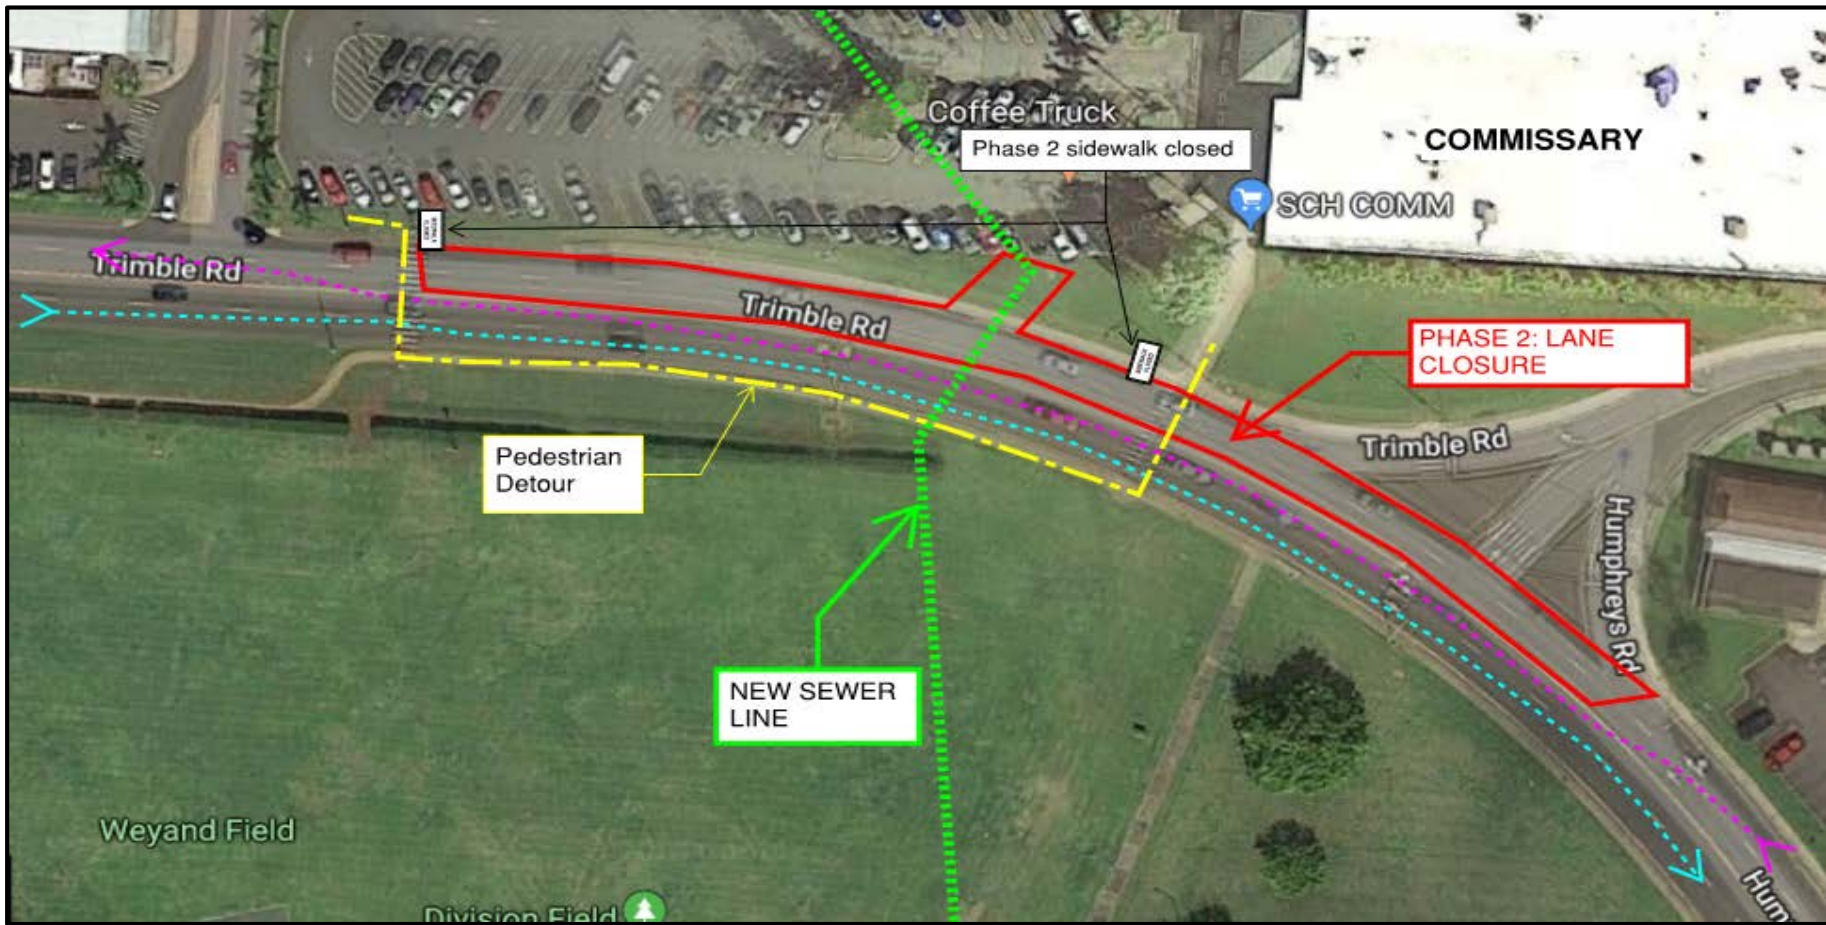 Coffee Truck
Phase 2 sidewalk closed
COMMISSARY
SCH COMM
Trimble Rd
Trimble Rd
PHASE 2: LANE
CLOSURE
Trimble Rd
Pedestrian
Detour
Humphreys Rd
NEW SEWER
LINE
Weyand Field
Hum
Division Field